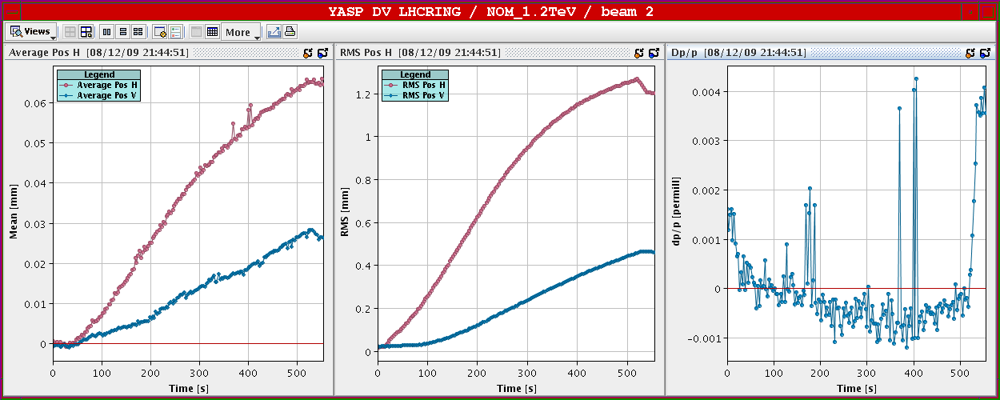 YASP DV LHCRING / NOM_1.2TeV / beam 2
Views More
Average Pos H [08/12/09 21:44:51]
Legend
Average Pos H
Average Pos V
Mean [mm]
0.06
0.05
0.04
0.03
0.02
0.01
0
0 100 200 300 400 500
Time [s]
RMS Pos H [08/12/09 21:44:51]
Legend
RMS Pos H
RMS Pos V
RMS [mm]
1.2
1
0.8
0.6
0.4
0.2
0
0 100 200 300 400 500
Time [s]
Dp/p [08/12/09 21:44:51]
dp/p [permill]
0.004
0.003
0.002
0.001
0
-0.001
0 100 200 300 400 500
Time [s]